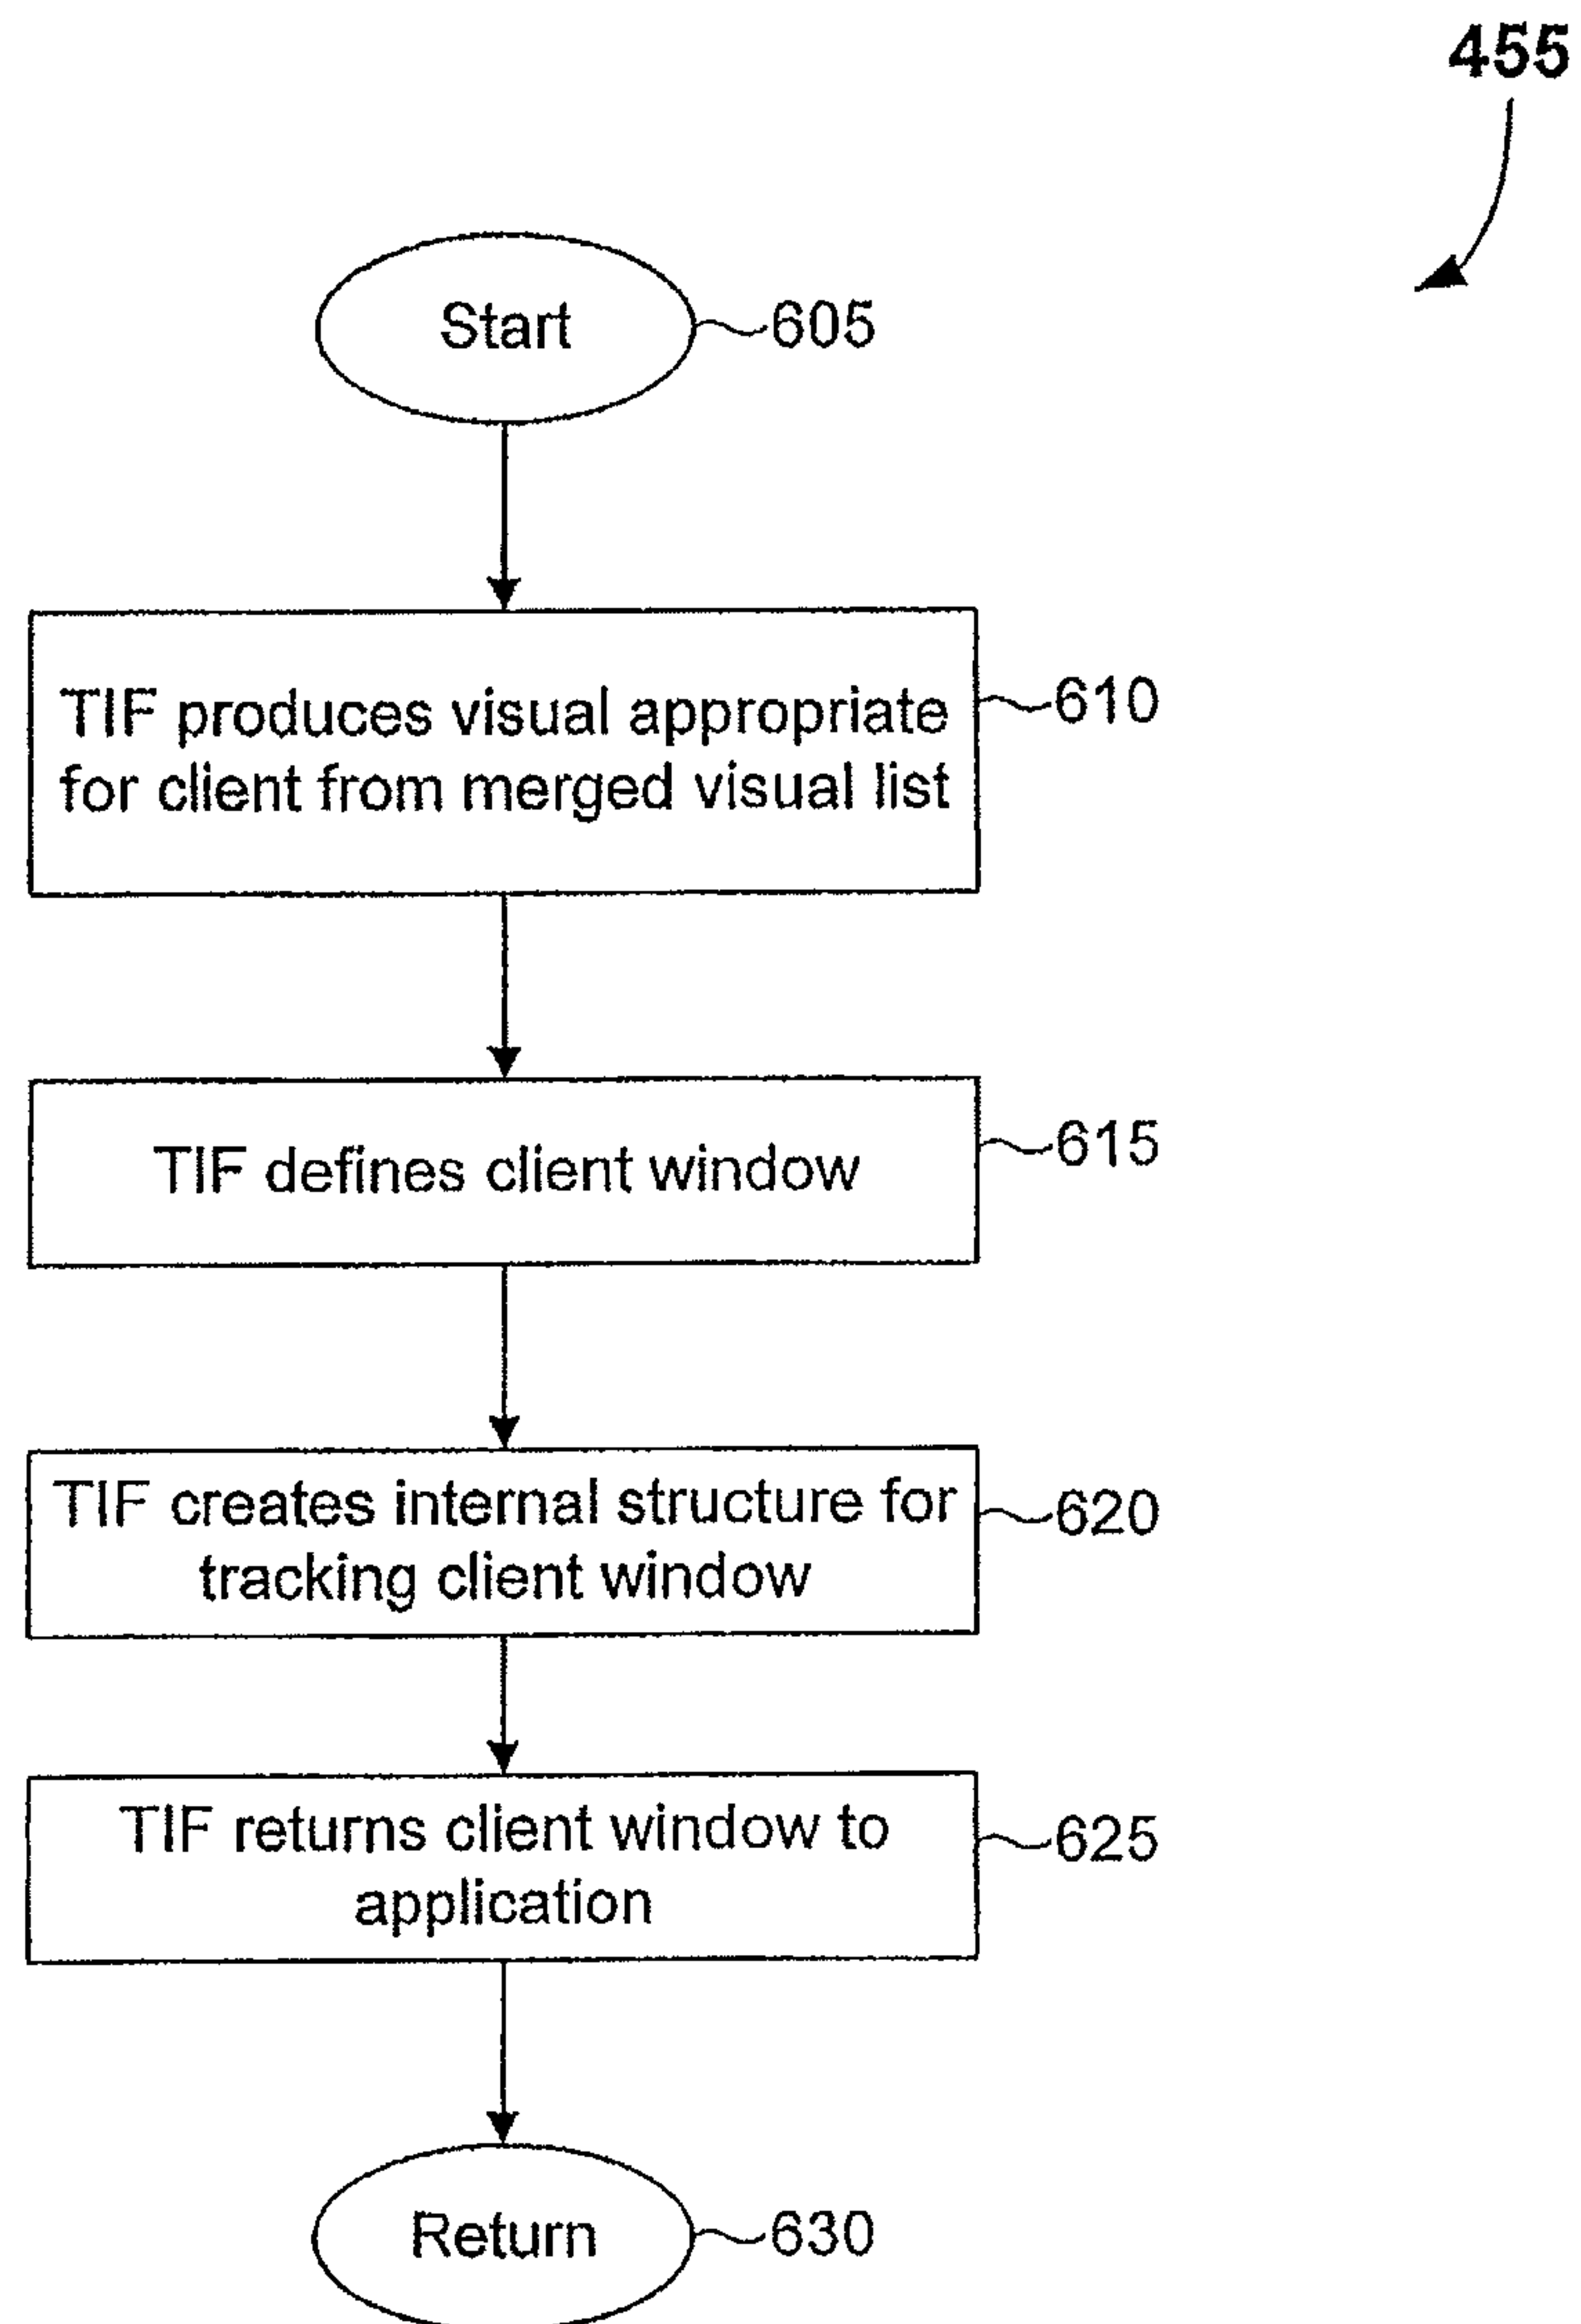 455
Start
605
TIF produces visual appropriate
for client from merged visual list
610
TIF defines client window
615
TIF creates internal structure for
tracking client window
620
TIF returns client window to
application
625
Return
630